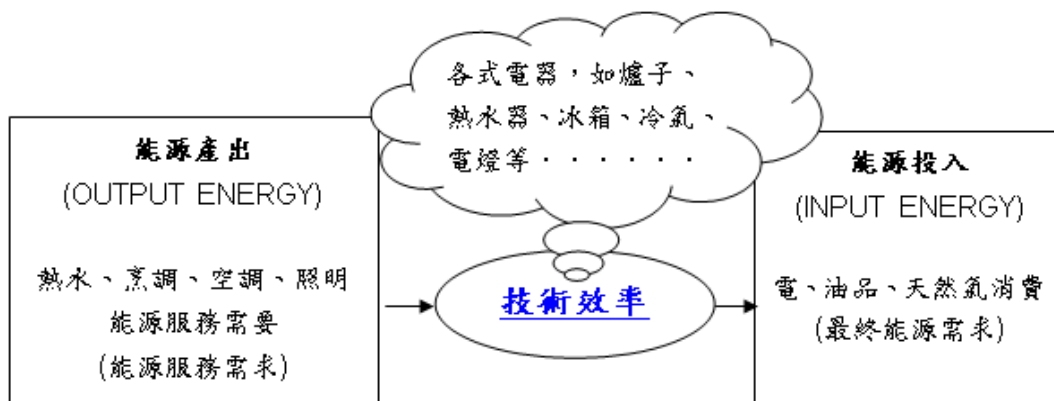 各式電器，如爐子、
熱水器、冰箱、冷氣、
電燈等‧‧‧‧‧‧
能源產出
(OUTPUT ENERGY)
熱水、烹調、空調、照明
能源服務需要
(能源服務需求)
技術效率
能源投入
(INPUT ENERGY)
電、油品、天然氣消費
(最終能源需求)